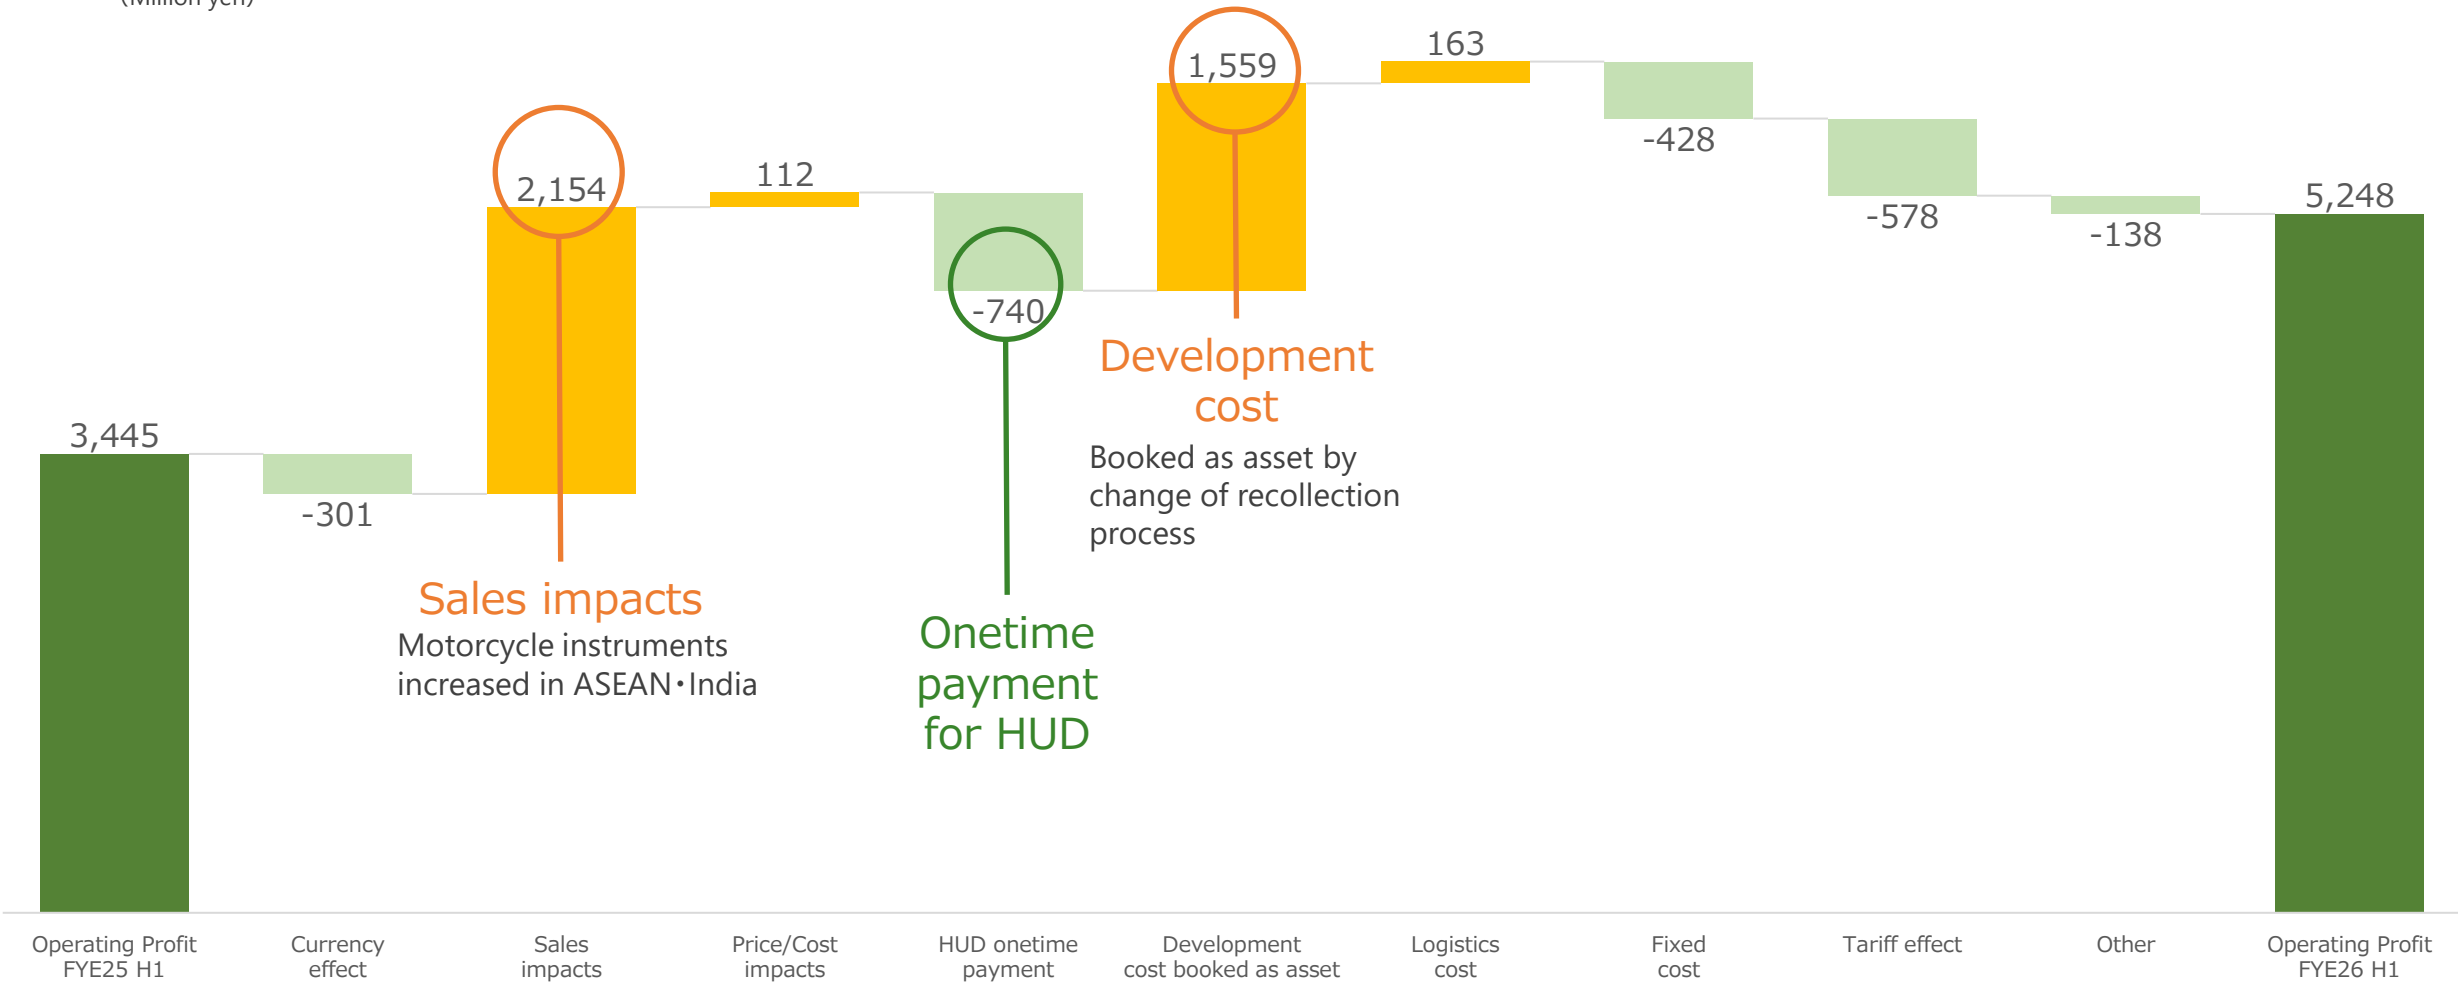 (Million yen)
3,445
-301
2,154
112
-740
1,559
163
-428
-578
-138
5,248
Sales impacts
Motorcycle instruments
increased in ASEAN・India
Onetime
payment
for HUD
Development
cost
Booked as asset by
change of recollection
process
Operating Profit
FYE25 H1
Currency
effect
Sales
impacts
Price/Cost
impacts
HUD onetime
payment
Development
cost booked as asset
Logistics
cost
Fixed
cost
Tariff effect
Other
Operating Profit
FYE26 H1